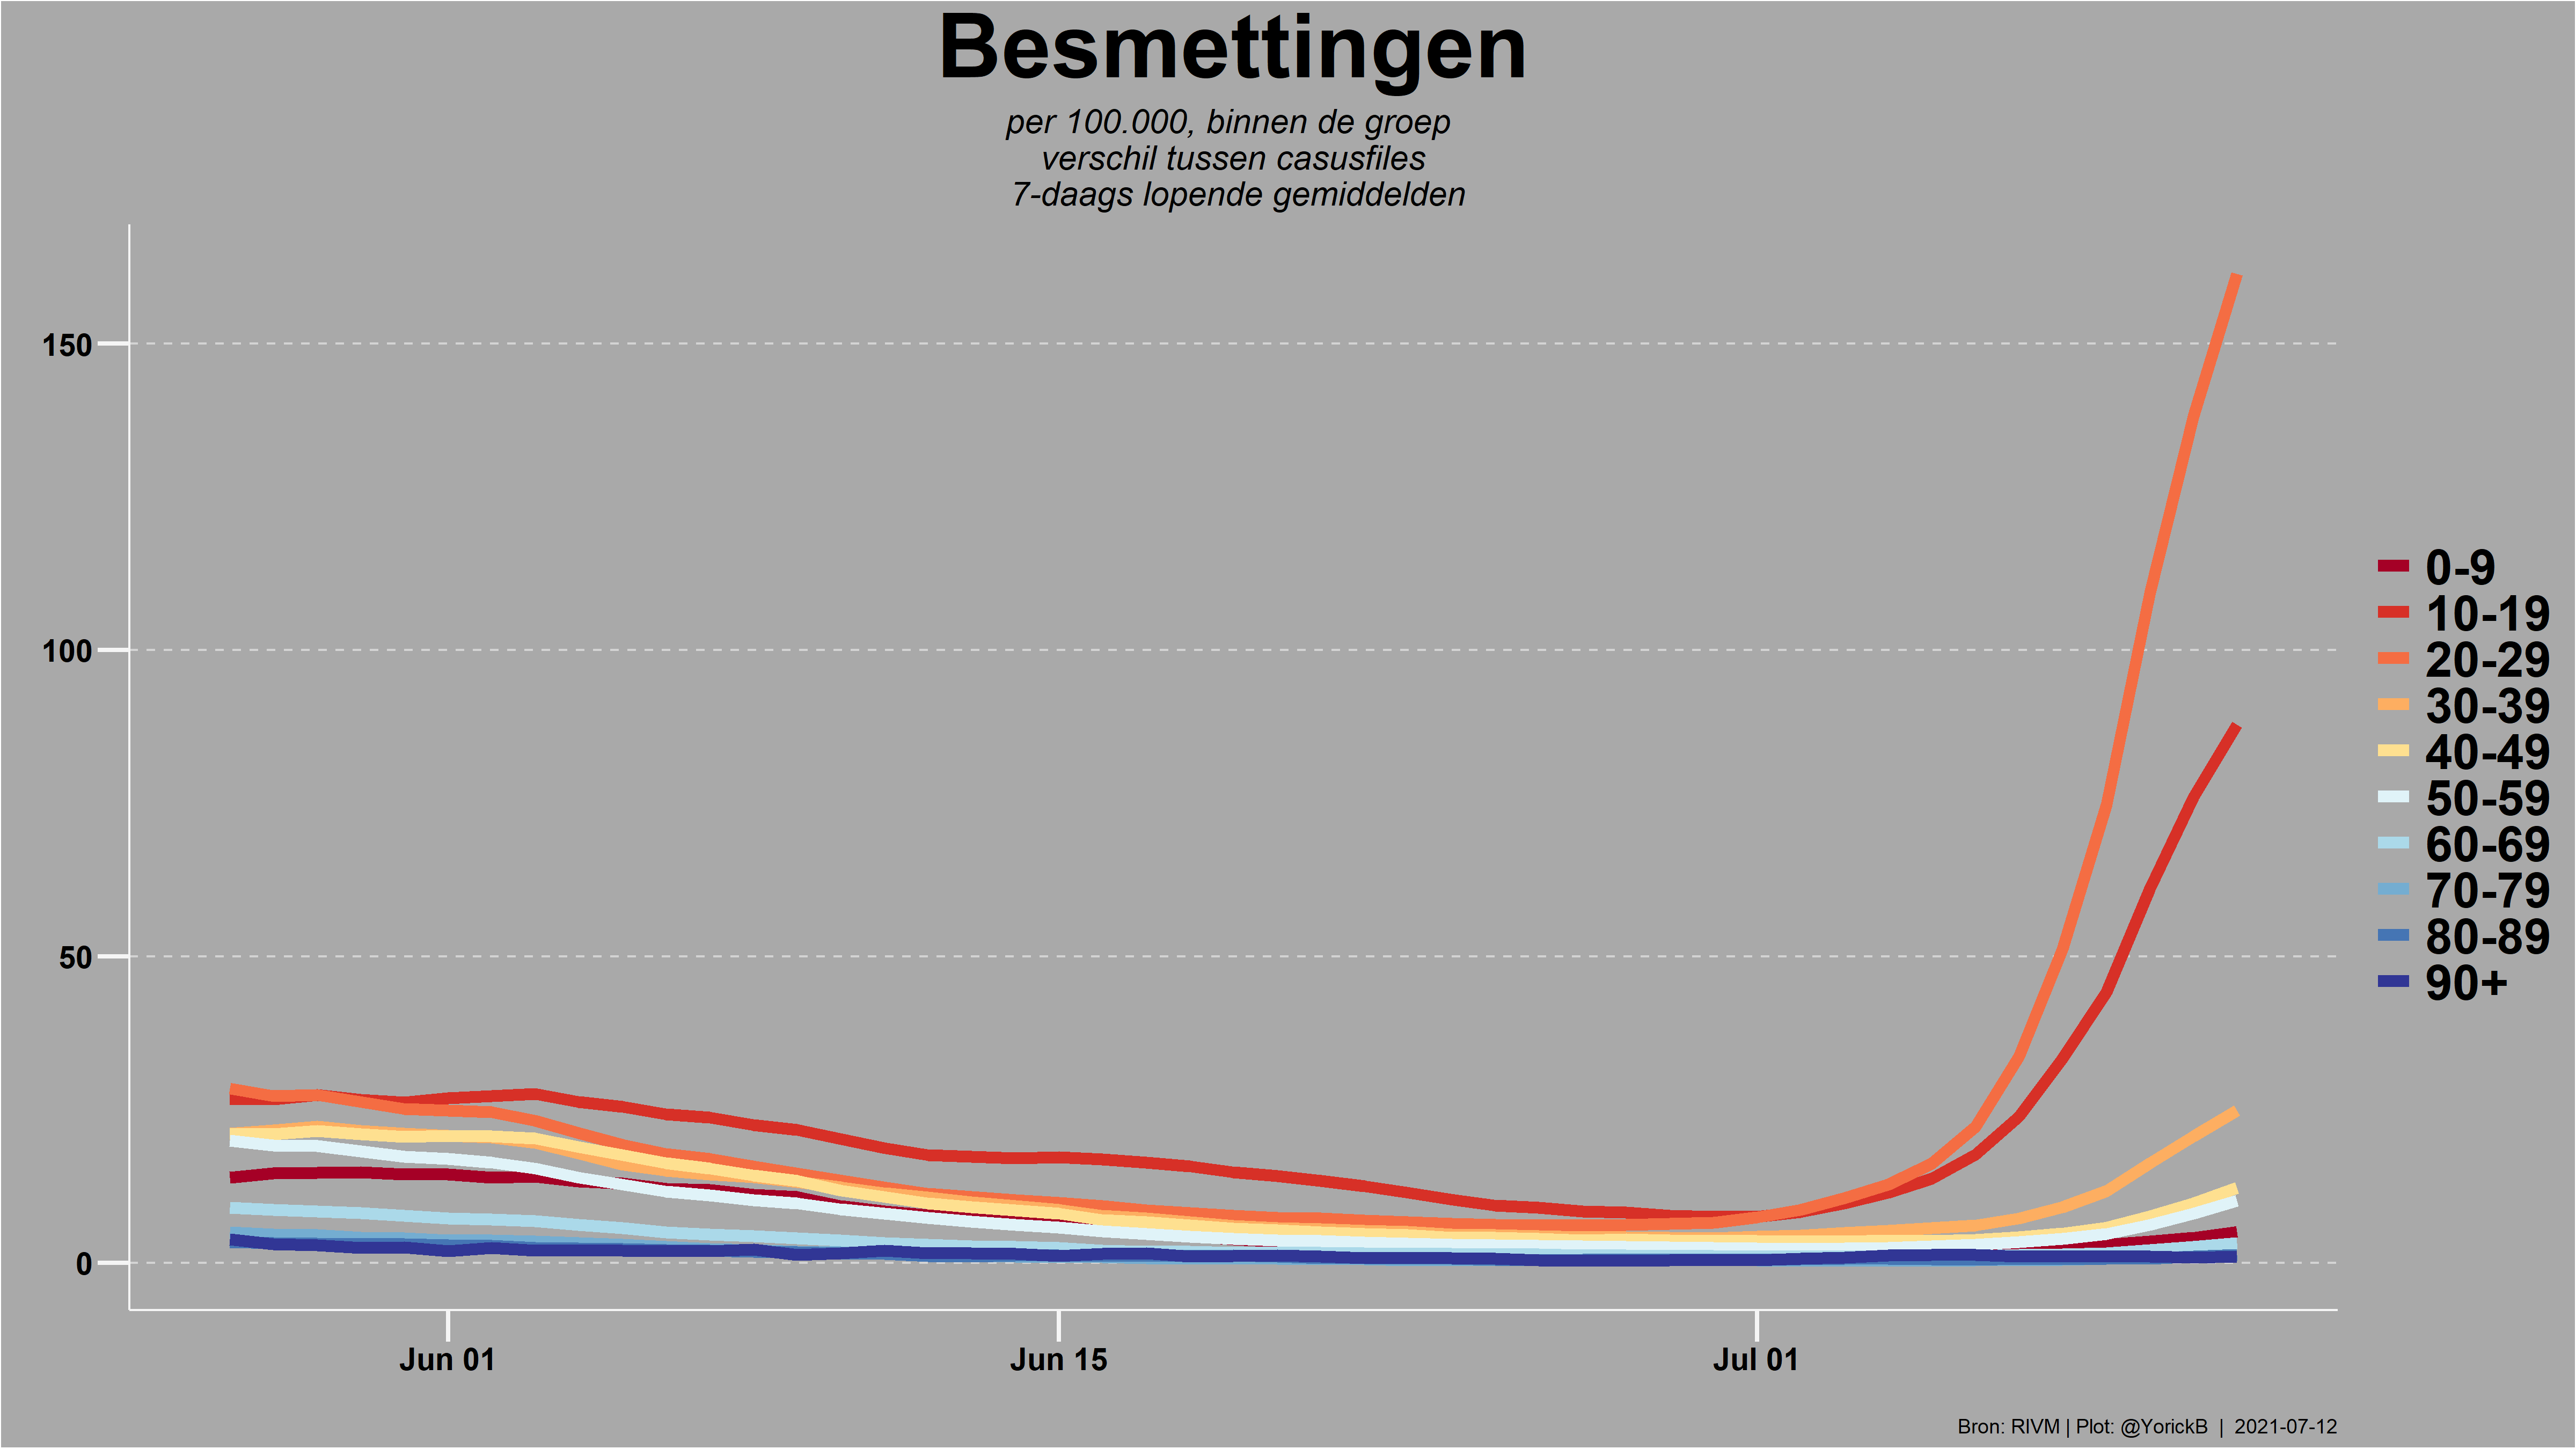 Besmettingen
per 100.000, binnen de groep
verschil tussen casusfiles
7-daags lopende gemiddelden
150
100
50
0
Jun 01
Jun 15
Jul 01
0-9
10-19
20-29
30-39
40-49
50-59
60-69
70-79
80-89
90+
Bron: RIVM | Plot: @YorickB | 2021-07-12